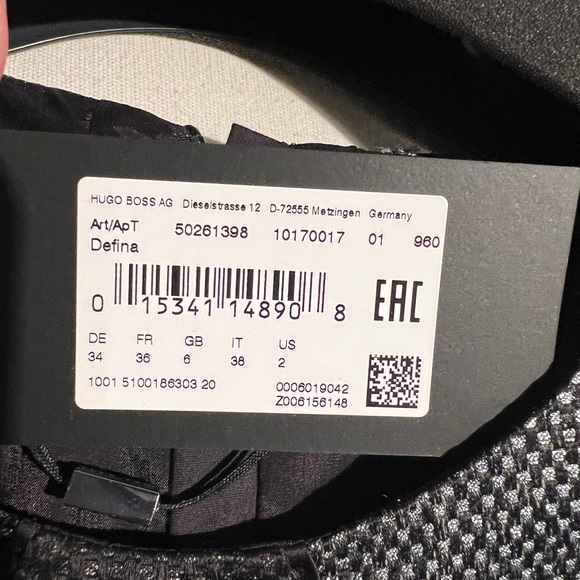 HUGO BOSS AG Dieselstrasse 12 D-72555 Metzingen Germany
Art/ApT 50261398 10170017 01 960
Defina
0 15341 14890 8
EAC
DE FR GB IT US
34 36 6 38 2
1001 5100186303 20 0006019042
Z006156148